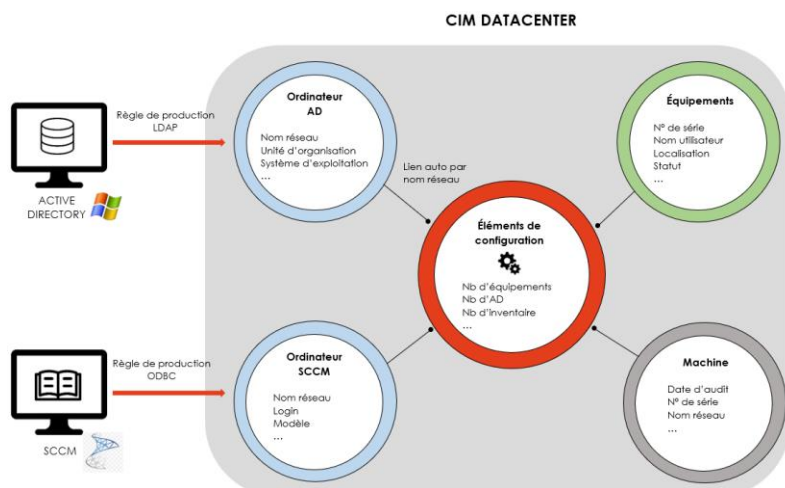 CIM DATACENTER
Règle de production
LDAP
ACTIVE
DIRECTORY
Ordinateur
AD
Nom réseau
Unité d'organisation
Système d'exploitation
...
Équipements
N° de série
Nom utilisateur
Localisation
Statut
...
Lien auto par
nom réseau
Éléments de
configuration
Nb d'équipements
Nb d'AD
Nb d'inventaire
...
Règle de production
ODBC
SCCM
Ordinateur
SCCM
Nom réseau
Login
Modèle
...
Machine
Date d'audit
N° de série
Nom réseau
...